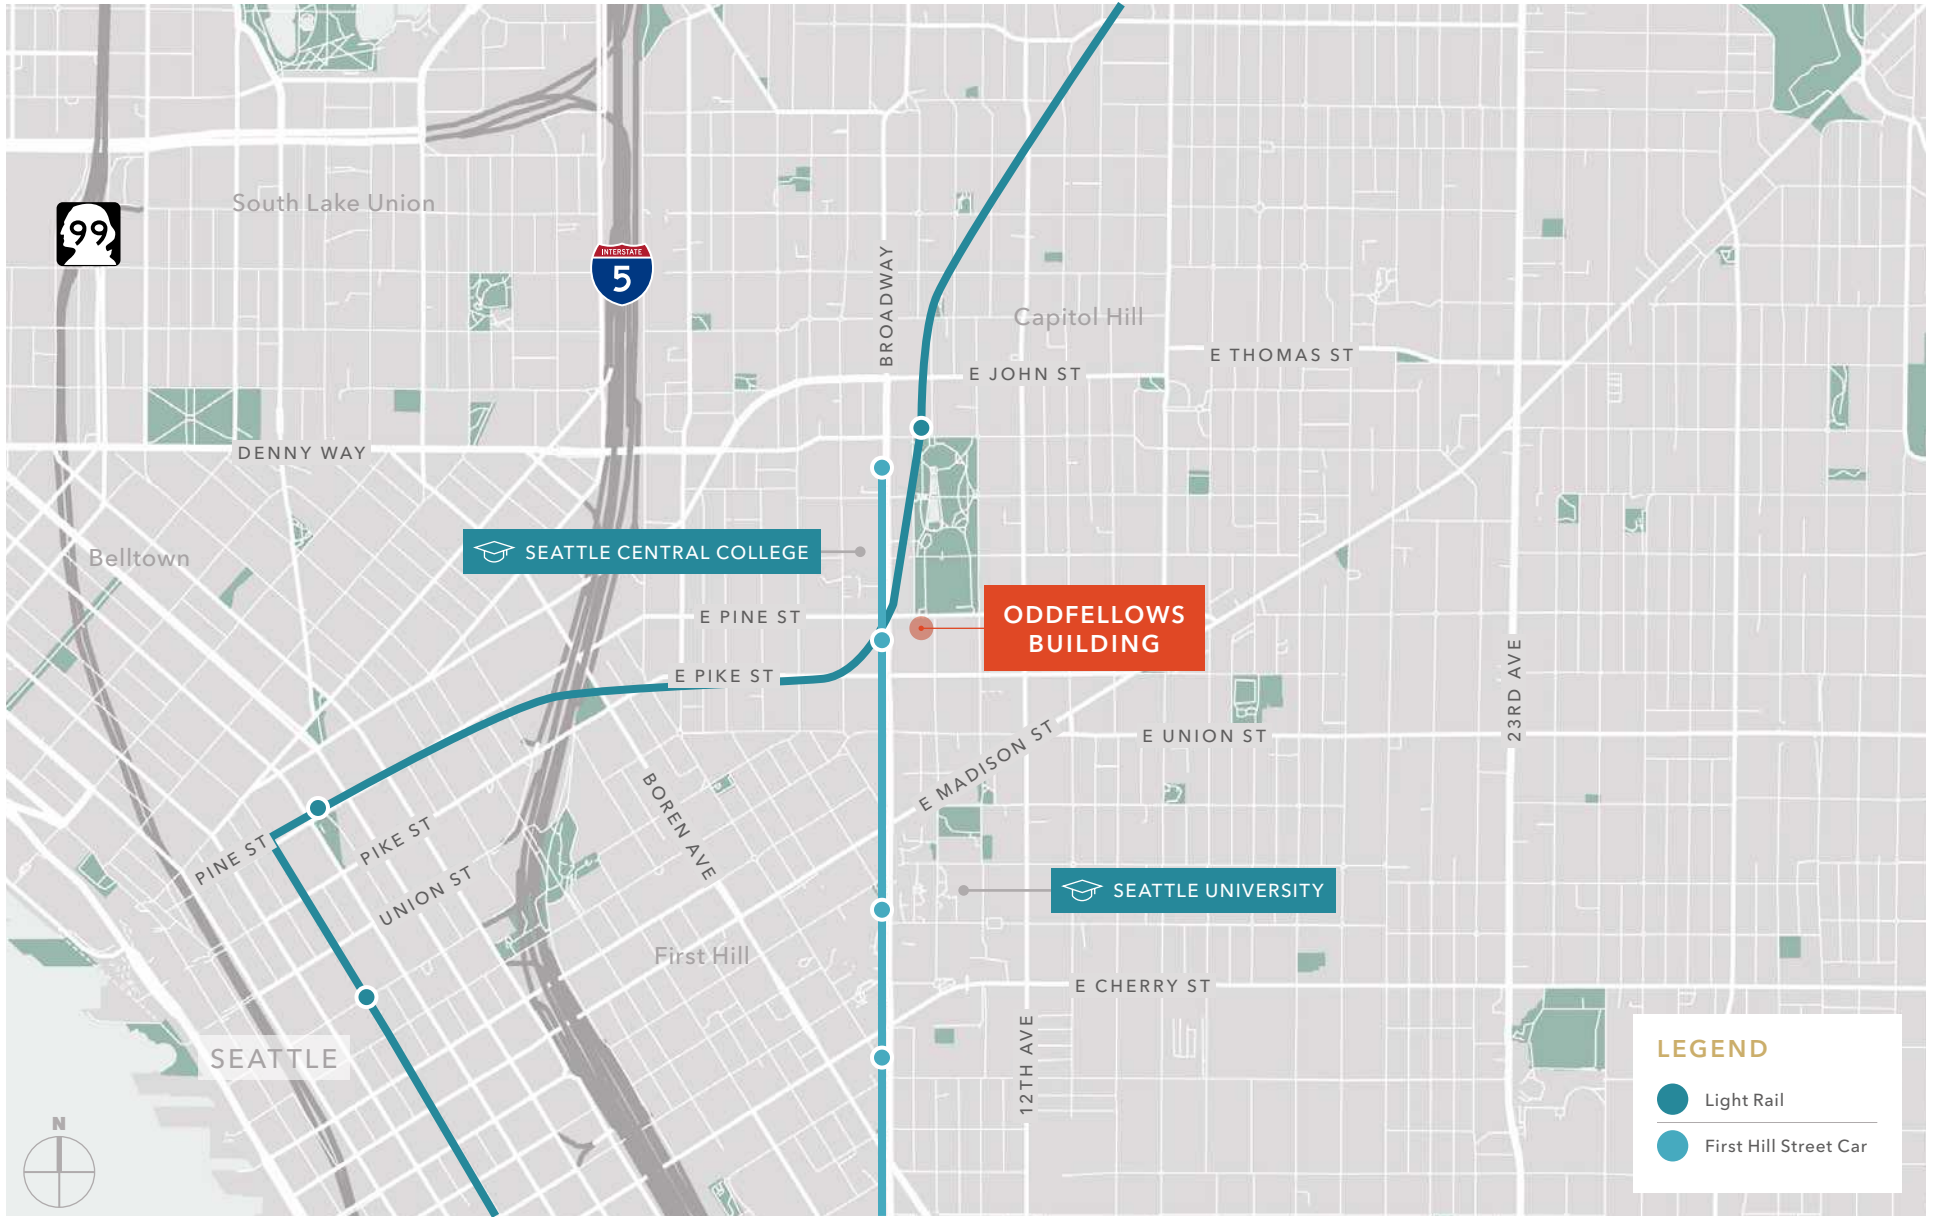 South Lake Union
99
INTERSTATE
5
BROADWAY
Capitol Hill
E THOMAS ST
E JOHN ST
DENNY WAY
Belltown
SEATTLE CENTRAL COLLEGE
E PINE ST
ODDFELLOWS
BUILDING
E PIKE ST
23RD AVE
E UNION ST
E MADISON ST
BOREN AVE
PINE ST
PIKE ST
UNION ST
SEATTLE UNIVERSITY
First Hill
E CHERRY ST
12TH AVE
SEATTLE
N
LEGEND
Light Rail
First Hill Street Car